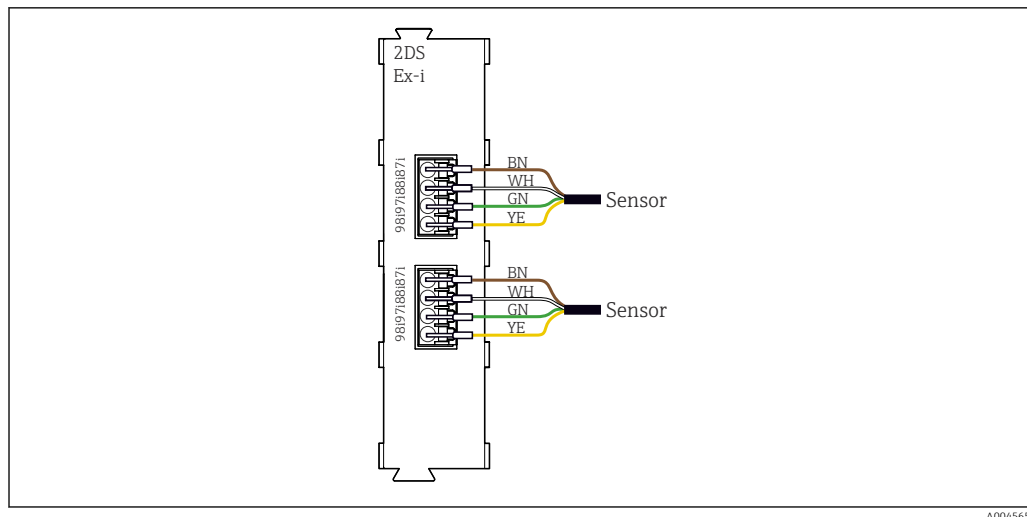 2DS
Ex-i
98i97i88i87i
BN
WH
GN
YE
Sensor
98i97i88i87i
BN
WH
GN
YE
Sensor